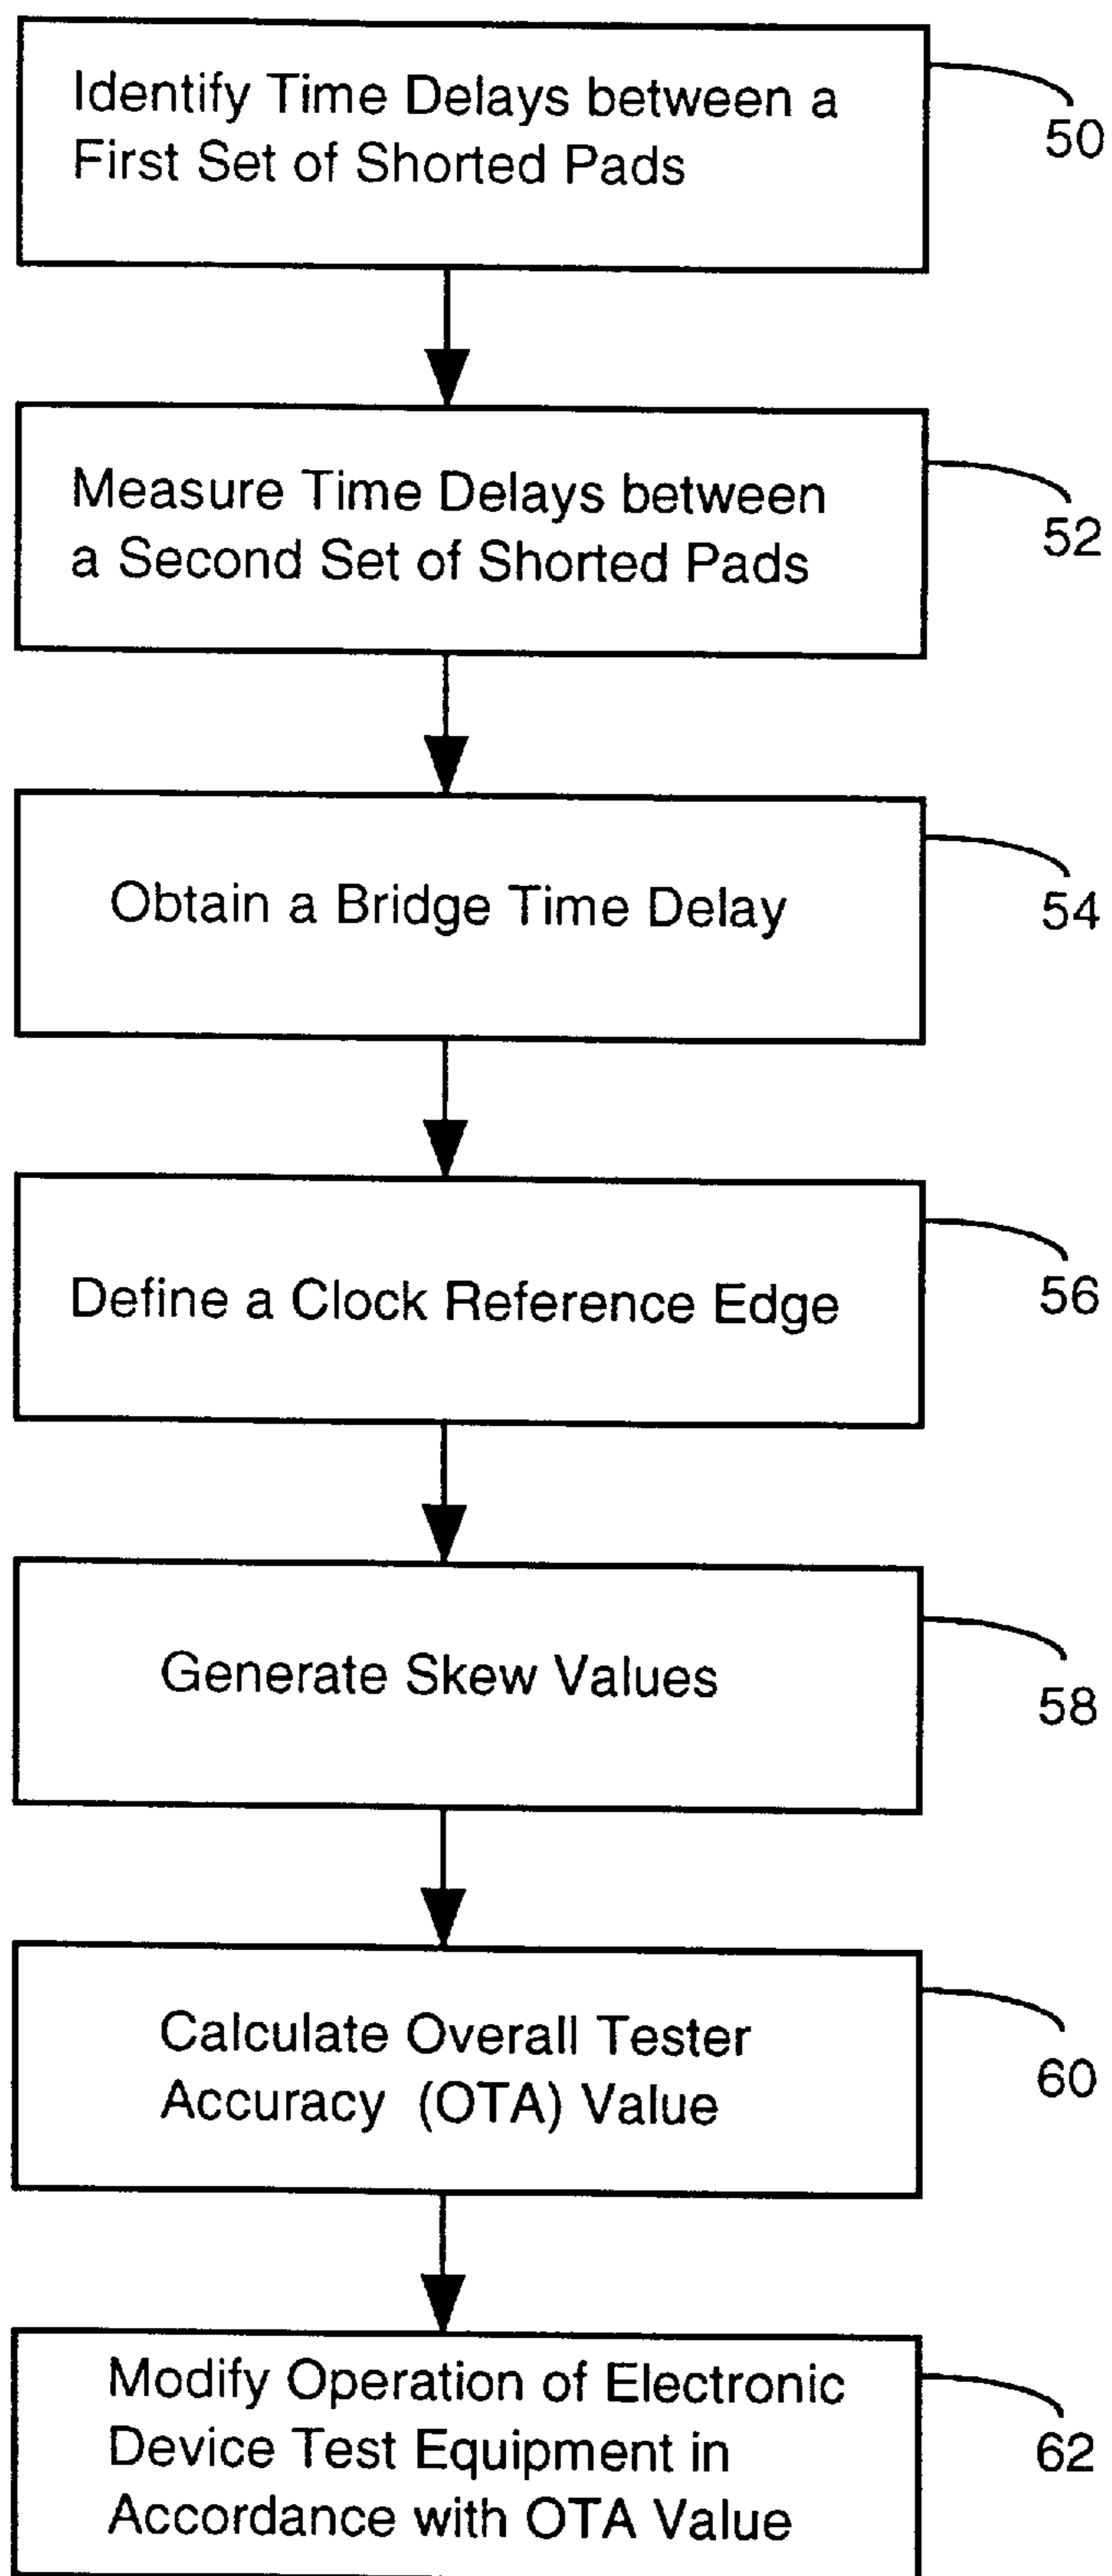 Identify Time Delays between a
First Set of Shorted Pads
50
Measure Time Delays between
a Second Set of Shorted Pads
52
Obtain a Bridge Time Delay
54
Define a Clock Reference Edge
56
Generate Skew Values
58
Calculate Overall Tester
Accuracy (OTA) Value
60
Modify Operation of Electronic
Device Test Equipment in
Accordance with OTA Value
62